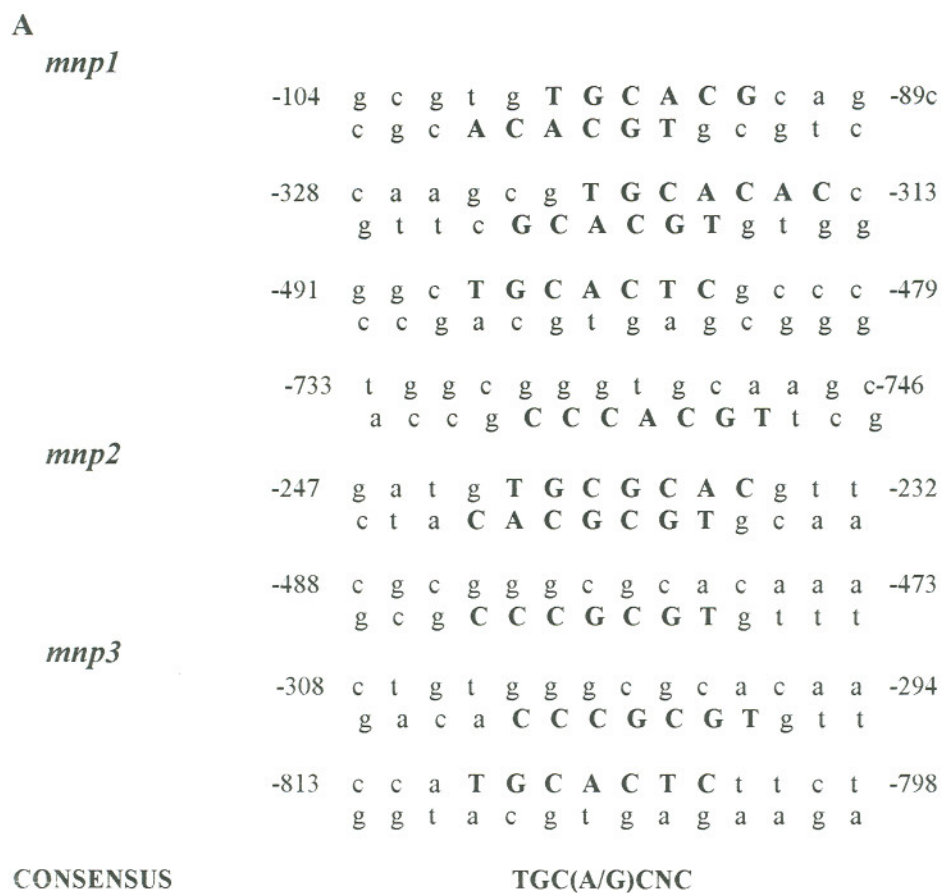 A
mnp1
-104 g c g t g T G C A C G c a g -89c
c g c A C A C G T g c g t c
-328 c a a g c g T G C A C A C c -313
g t t c G C A C G T g t g g
-491 g g c T G C A C T C g c c c -479
c c g a c g t g a g c g g g
-733 t g g c g g g t g c a a g c-746
a c c g C C C A C G T t c g
mnp2
-247 g a t g T G C G C A C g t t -232
c t a C A C G C G T g c a a
-488 c g c g g g c g c a c a a a -473
g c g C C C G C G T g t t t
mnp3
-308 c t g t g g g c g c a c a a -294
g a c a C C C G C G T g t t
-813 c c a T G C A C T C t t c t -798
g g t a c g t g a g a a g a
CONSENSUS TGC(A/G)CNC